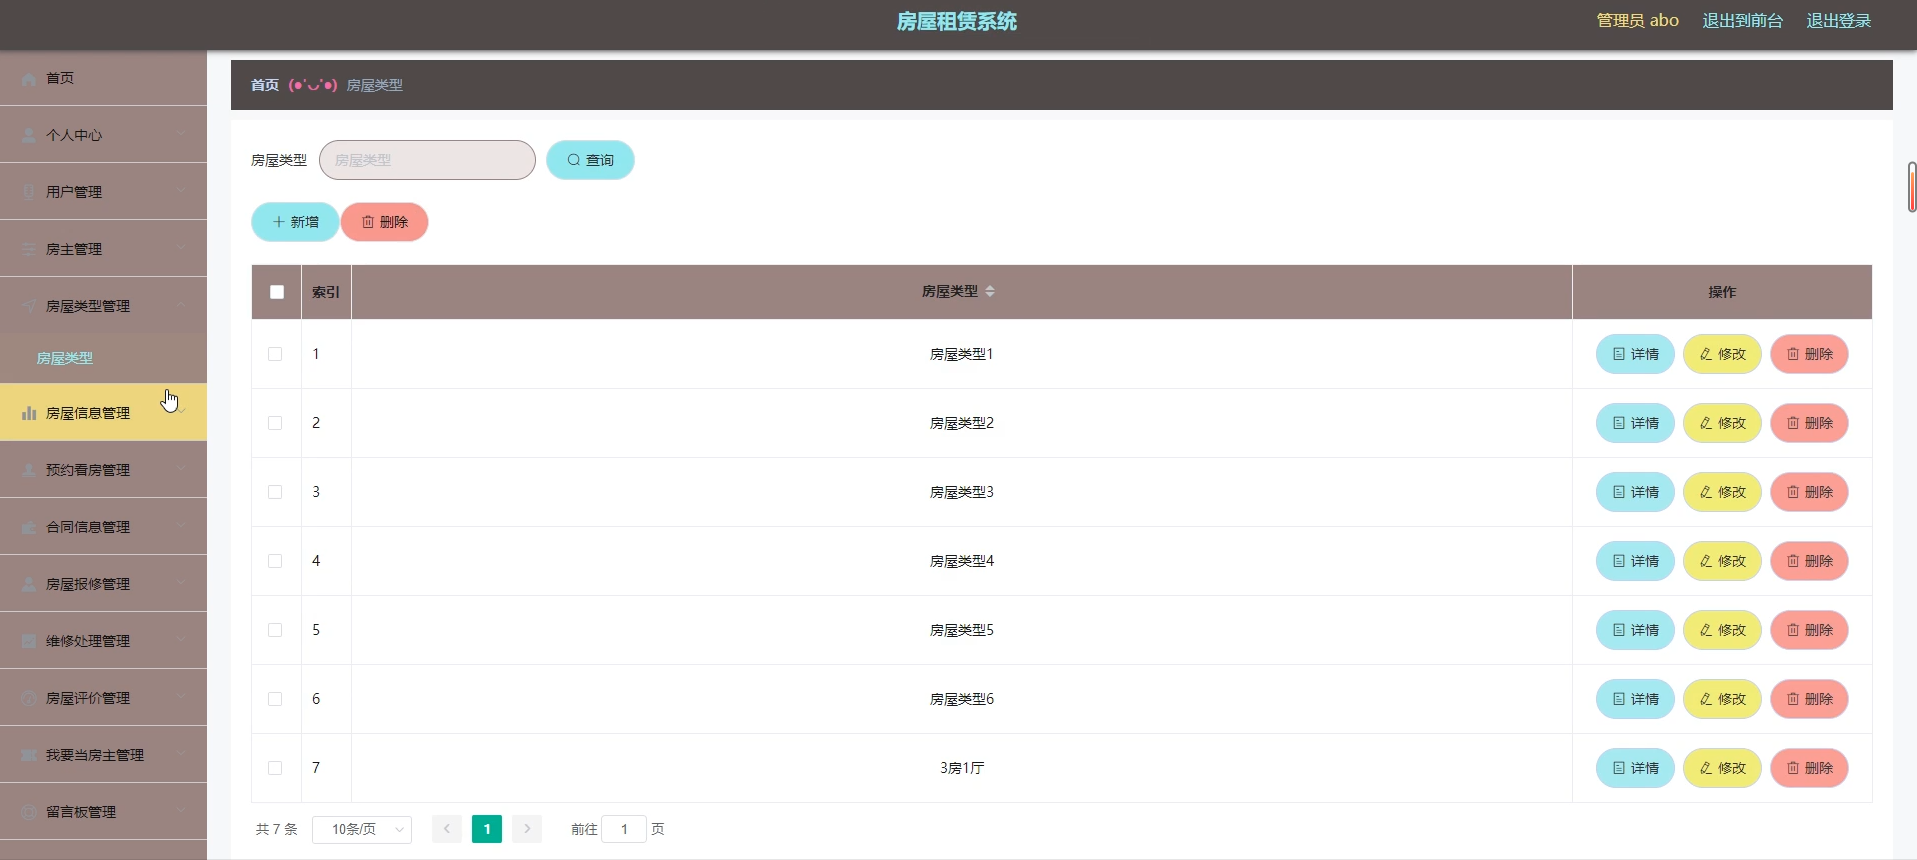 房屋租赁系统
管理员 abo 退出到前台 退出登录
首页
个人中心
用户管理
房主管理
房屋类型管理
房屋类型
房屋信息管理
预约看房管理
合同信息管理
房屋报修管理
维修处理管理
房屋评价管理
我要当房主管理
留言板管理
首页 (●'◡'●) 房屋类型
房屋类型 房屋类型 查询
新增 删除
索引 房屋类型 操作
1 房屋类型1 详情 修改 删除
2 房屋类型2 详情 修改 删除
3 房屋类型3 详情 修改 删除
4 房屋类型4 详情 修改 删除
5 房屋类型5 详情 修改 删除
6 房屋类型6 详情 修改 删除
7 3房1厅 详情 修改 删除
共 7 条 10条/页 1 前往 1 页